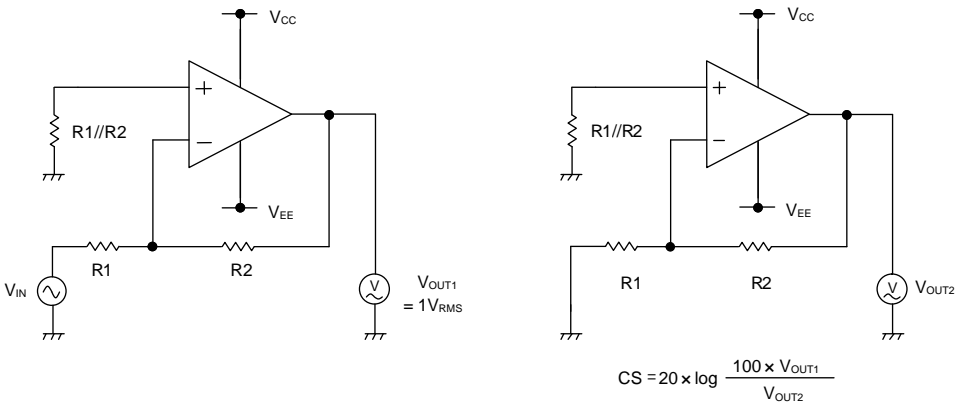 VCC
R1//R2
+
−
VEE
R1
R2
VIN
V
VOUT1
= 1VRMS
VCC
R1//R2
+
−
VEE
R1
R2
V
VOUT2
CS = 20 × log 100 × VOUT1 / VOUT2